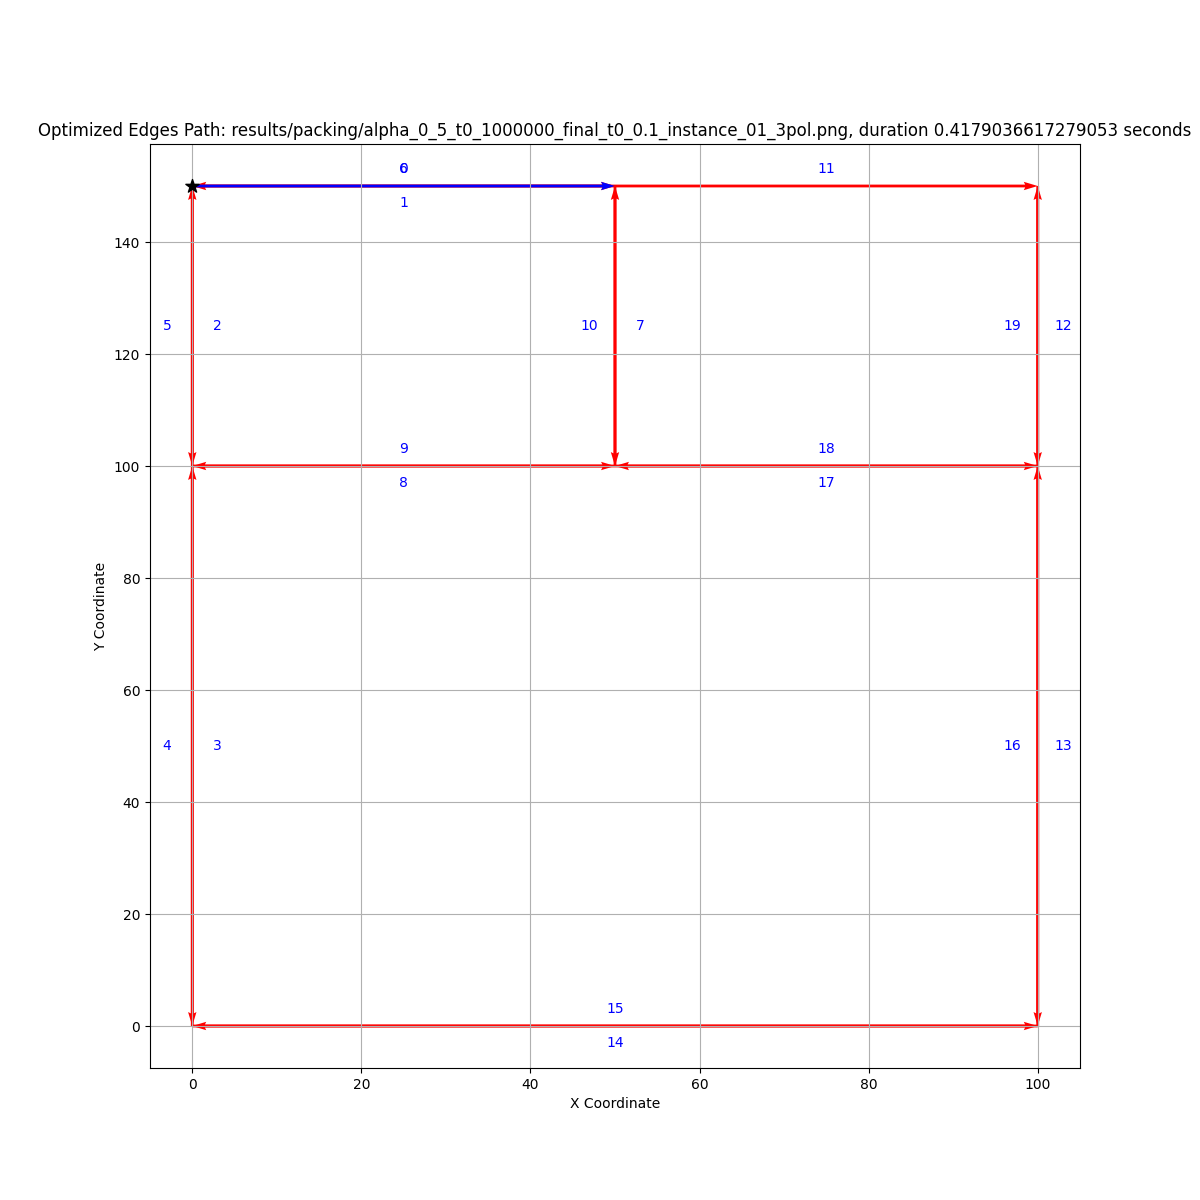 Optimized Edges Path: results/packing/alpha_0_5_t0_1000000_final_t0_0.1_instance_01_3pol.png, duration 0.4179036617279053 seconds
11
1
5 2 10 7 19 12
9 18
8 17
4 3 16 13
15
14
140
120
100
80
60
40
20
0
Y Coordinate
0 20 40 60 80 100
X Coordinate